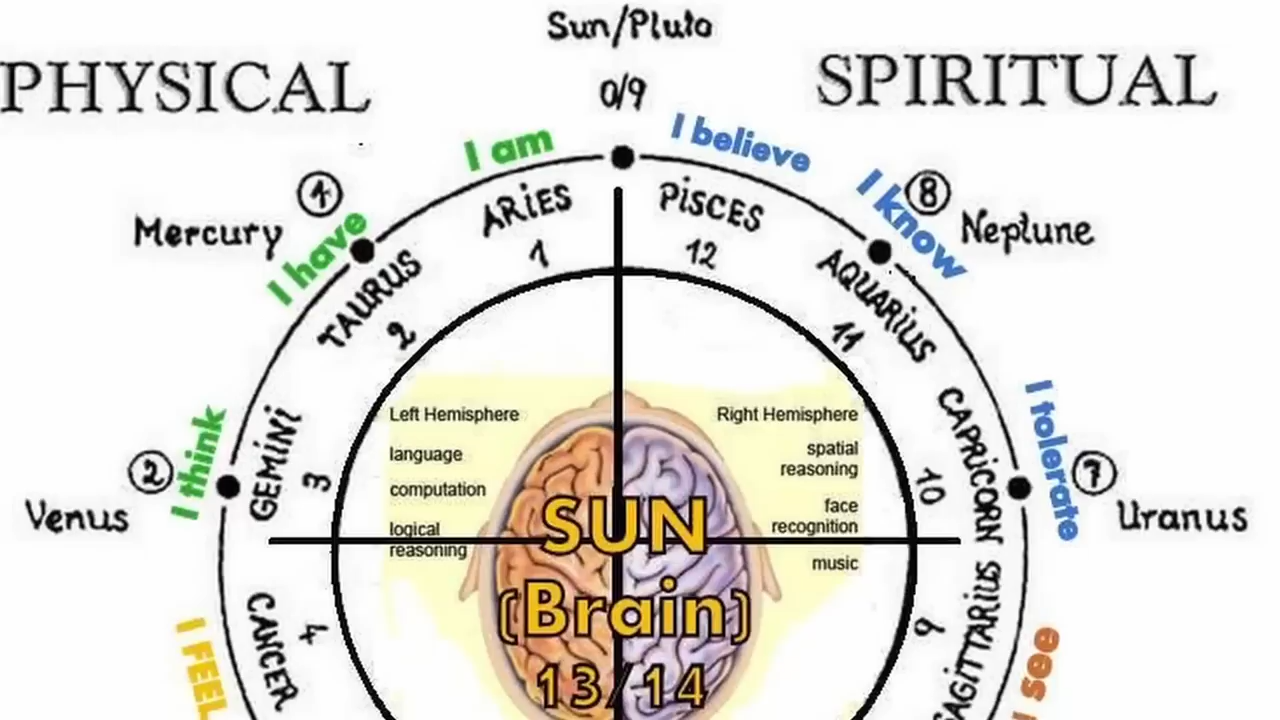 Sun/Pluto
PHYSICAL
SPIRITUAL
0/9
I am
I believe
1
Mercury
I have
I know
8
Neptune
ARIES
1
PISCES
12
TAURUS
2
AQUARIUS
11
Left Hemisphere
Right Hemisphere
language
spatial
reasoning
computation
face
recognition
logical
reasoning
music
2
Venus
I think
GEMINI
3
CAPRICORN
10
I tolerate
7
Uranus
SUN
(Brain)
13/14
I FEEL
CANCER
4
SAGITTARIUS
9
I see